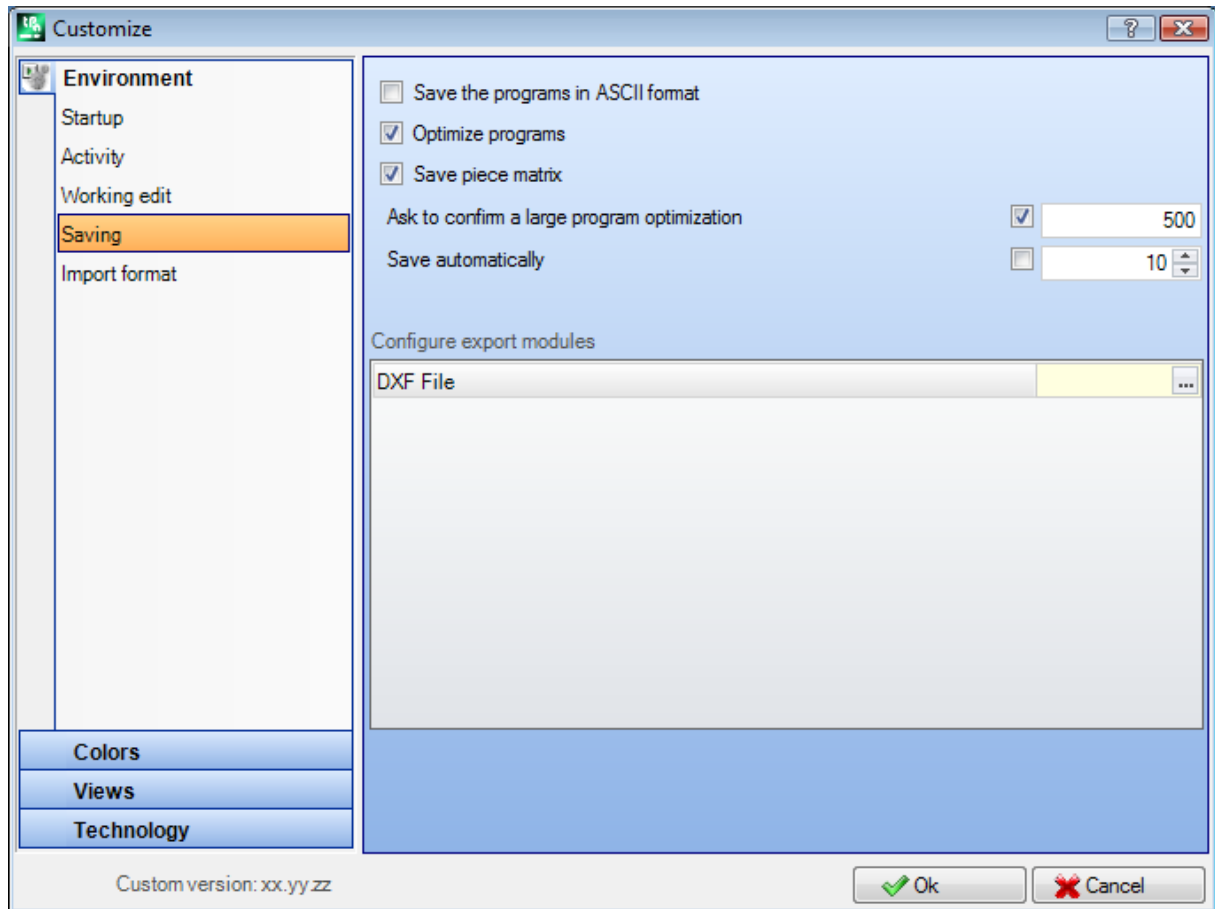 Customize
Environment
Startup
Activity
Working edit
Saving
Import format
Colors
Views
Technology
Save the programs in ASCII format
Optimize programs
Save piece matrix
Ask to confirm a large program optimization 500
Save automatically 10
Configure export modules
DXF File ...
Custom version: xx.yy.zz
Ok
Cancel